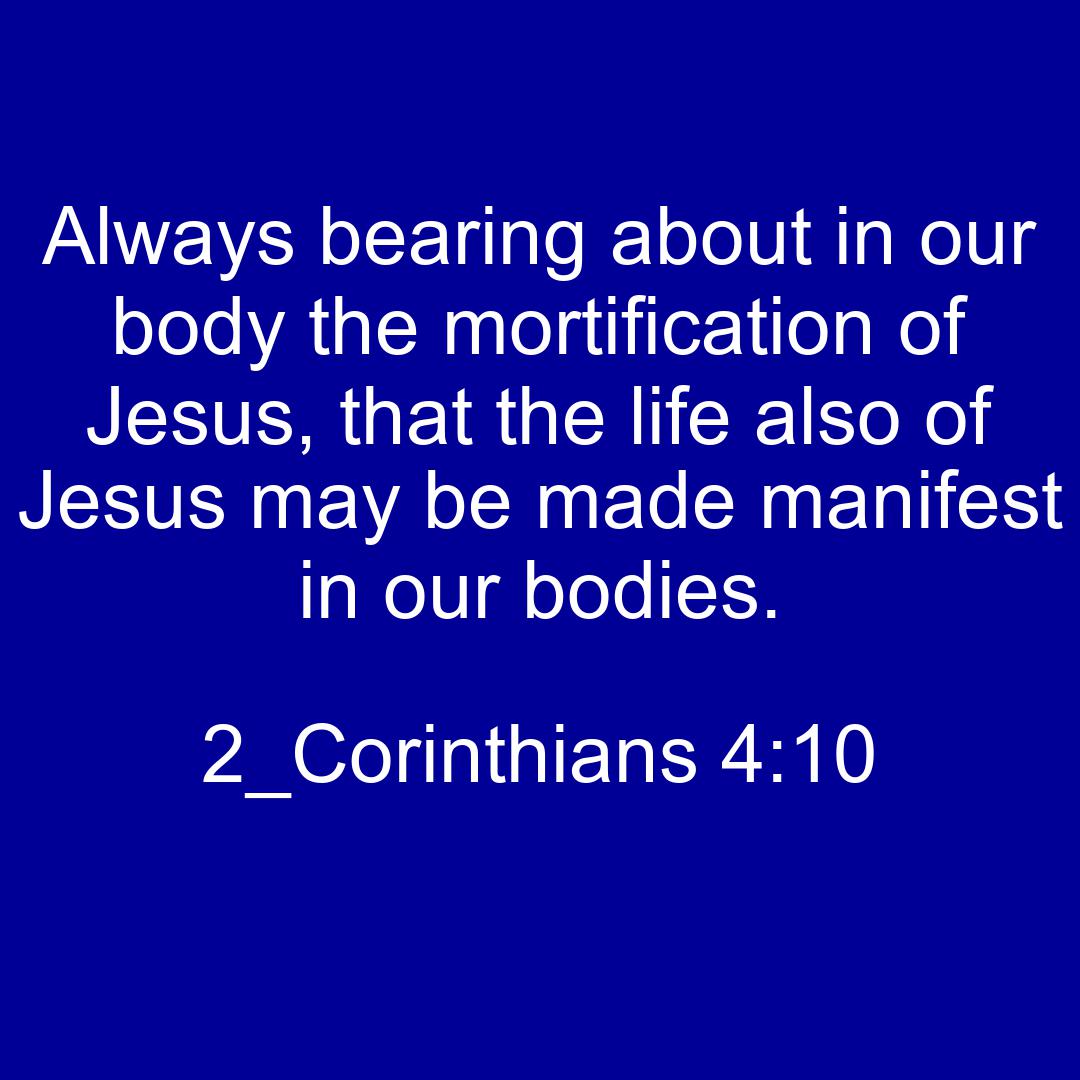 Always bearing about in our
body the mortification of
Jesus, that the life also of
Jesus may be made manifest
in our bodies.
2_Corinthians 4:10